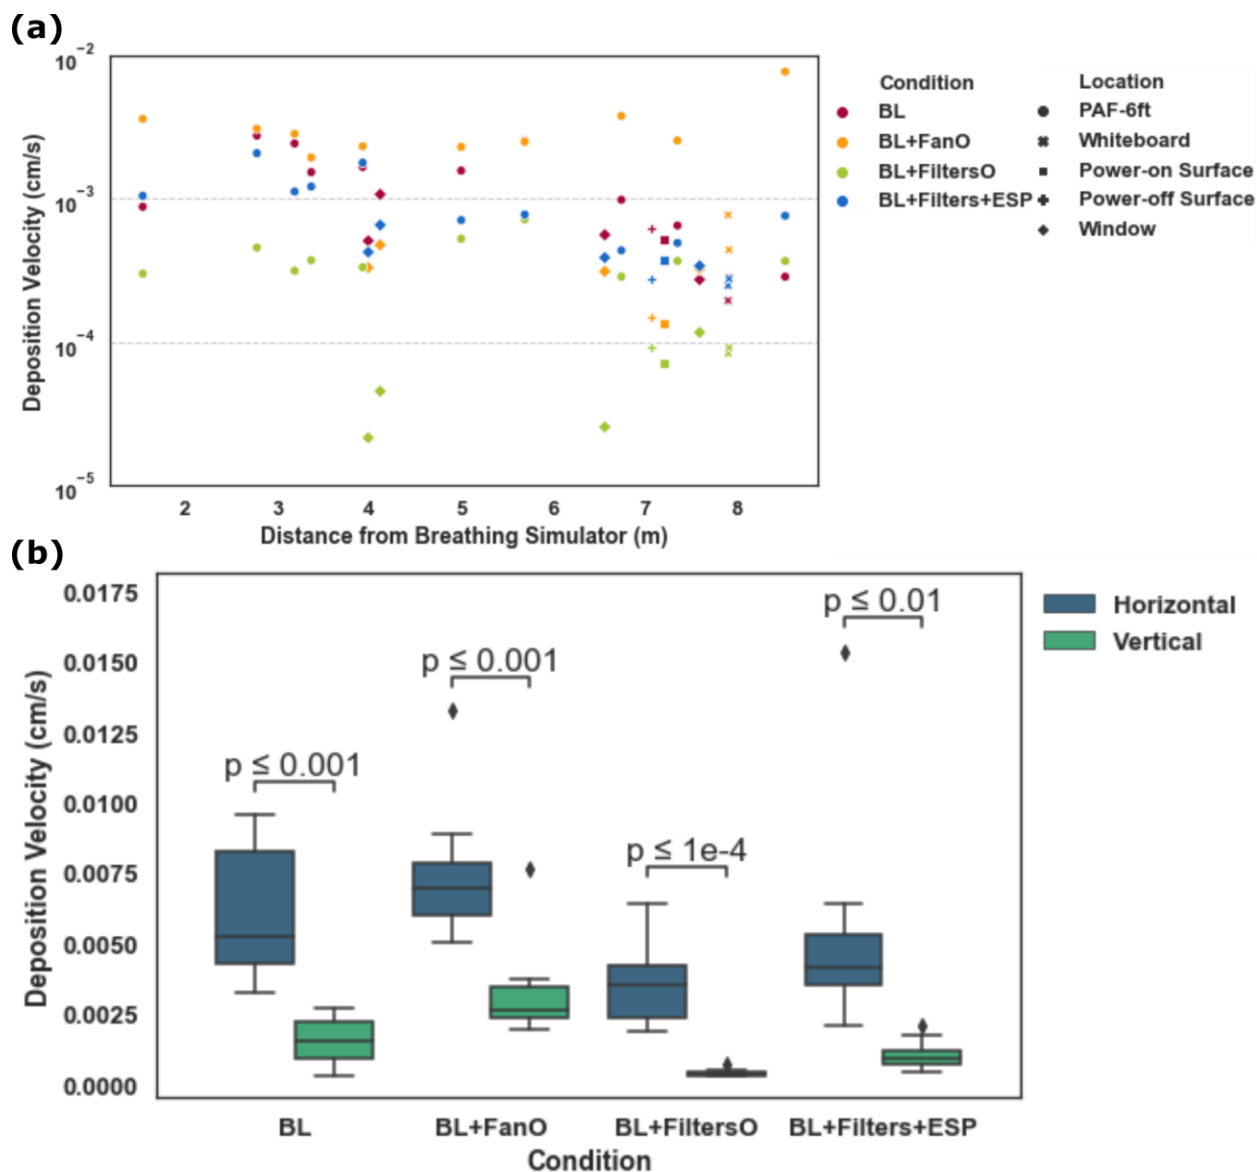 (a)
Deposition Velocity (cm/s)
10−2
10−3
10−4
10−5
2 3 4 5 6 7 8
Distance from Breathing Simulator (m)
Condition
BL
BL+FanO
BL+FiltersO
BL+Filters+ESP
Location
PAF-6ft
Whiteboard
Power-on Surface
Power-off Surface
Window
(b)
Deposition Velocity (cm/s)
0.0175
0.0150
0.0125
0.0100
0.0075
0.0050
0.0025
0.0000
p ≤ 0.001
p ≤ 0.001
p ≤ 1e-4
p ≤ 0.01
BL BL+FanO BL+FiltersO BL+Filters+ESP
Condition
Horizontal
Vertical